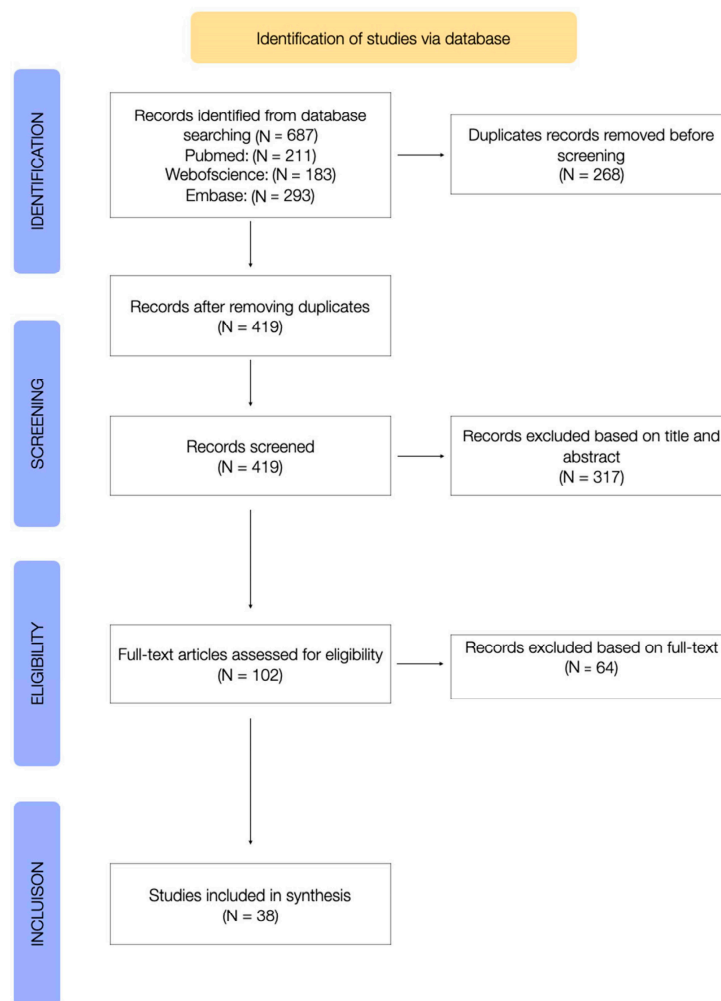 Identification of studies via database
IDENTIFICATION
Records identified from database
searching (N = 687)
Pubmed: (N = 211)
Webofscience: (N = 183)
Embase: (N = 293)
Duplicates records removed before
screening
(N = 268)
Records after removing duplicates
(N = 419)
SCREENING
Records screened
(N = 419)
Records excluded based on title and
abstract
(N = 317)
ELIGIBILITY
Full-text articles assessed for eligibility
(N = 102)
Records excluded based on full-text
(N = 64)
INCLUISON
Studies included in synthesis
(N = 38)